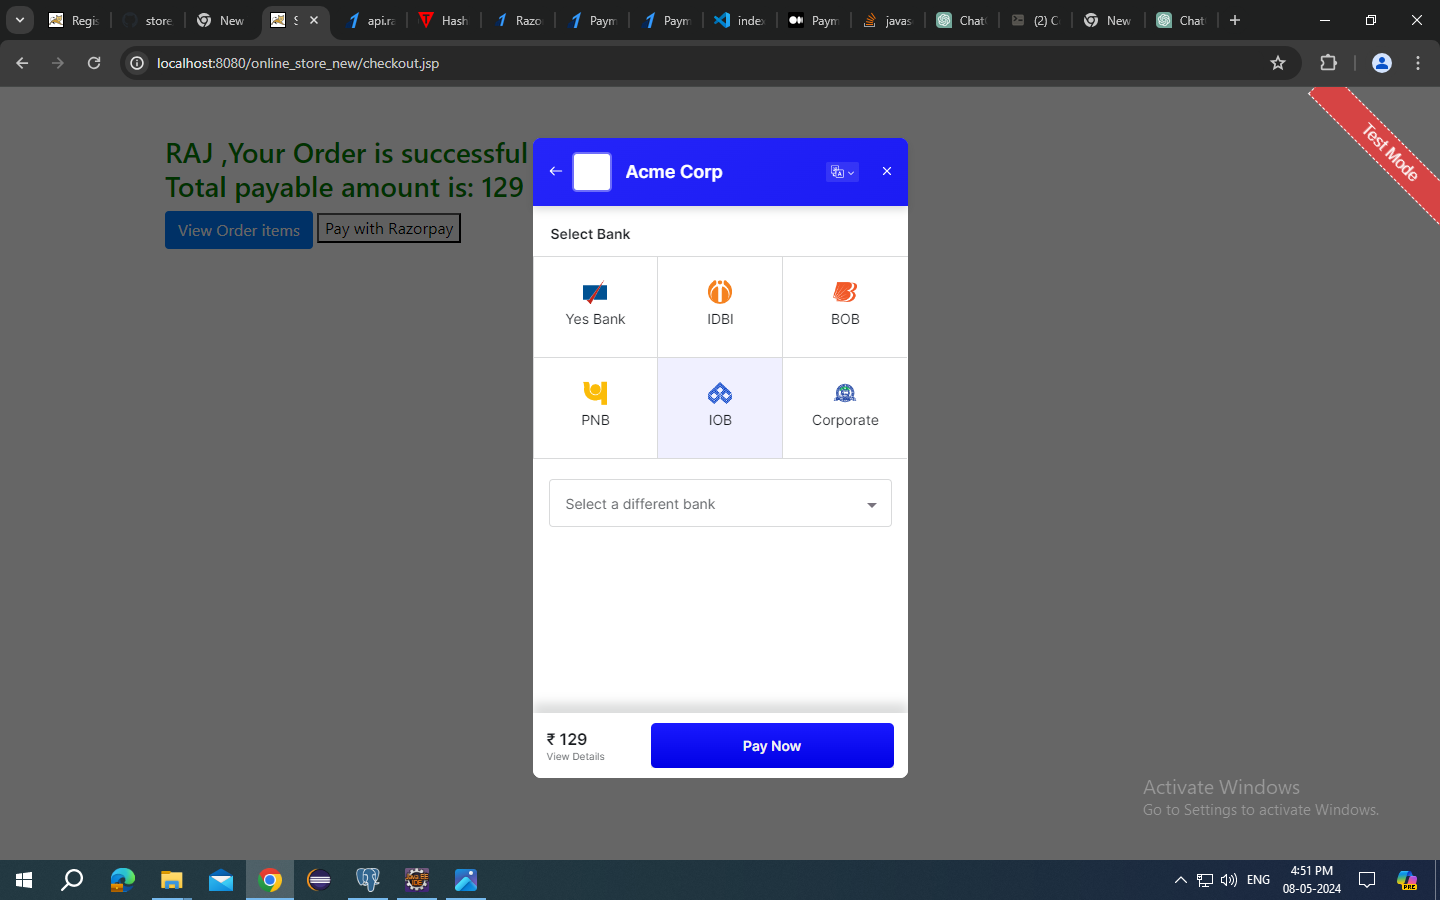 Regis
store
New
S
api.ra
Hash
Razo
Paym
Paym
index
Paym
javas
Chat
(2) C
New
Chat
localhost:8080/online_store_new/checkout.jsp
Test Mode
RAJ ,Your Order is successful
Total payable amount is: 129
View Order items
Pay with Razorpay
Acme Corp
Select Bank
Yes Bank
IDBI
BOB
PNB
IOB
Corporate
Select a different bank
₹ 129
View Details
Pay Now
Activate Windows
Go to Settings to activate Windows.
ENG
4:51 PM
08-05-2024
PRE